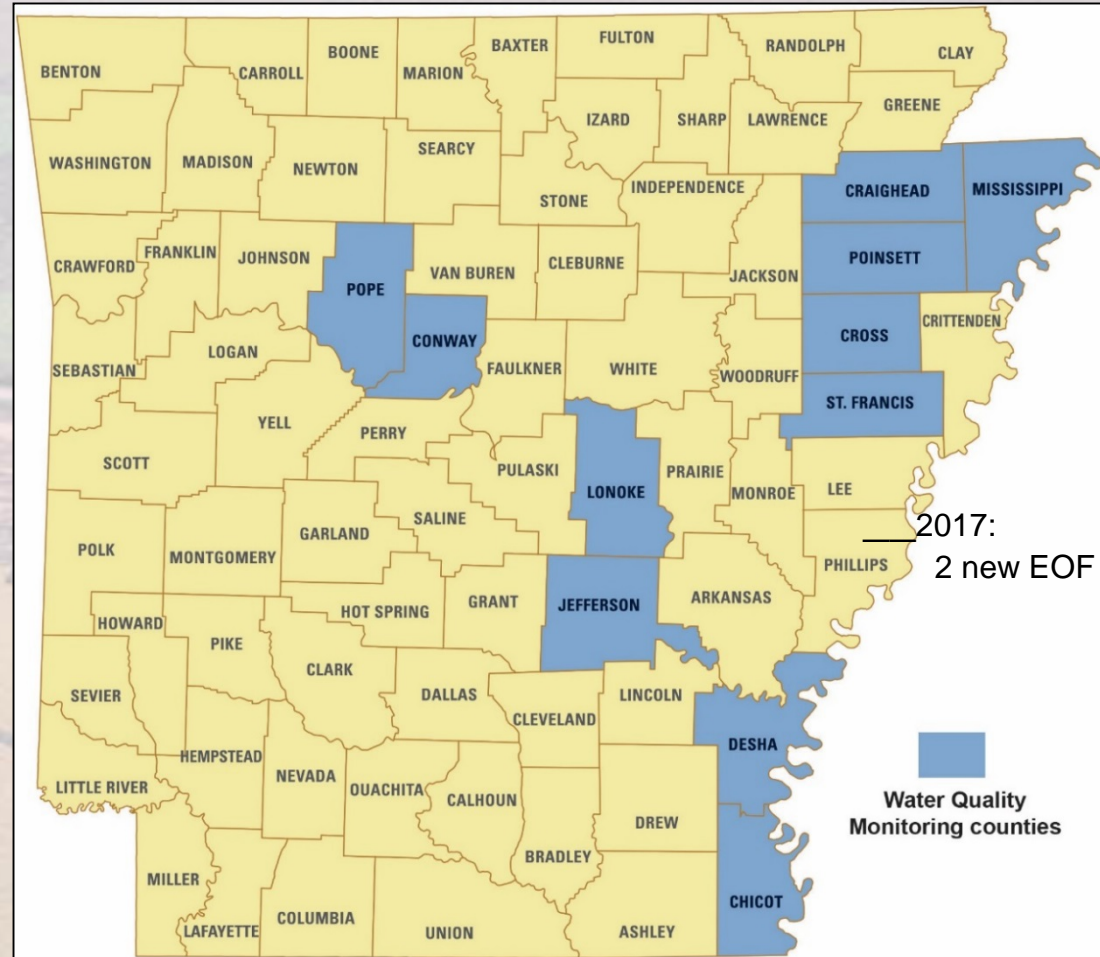 BENTON
CARROLL
BOONE
MARION
BAXTER
FULTON
RANDOLPH
CLAY
IZARD
SHARP
LAWRENCE
GREENE
WASHINGTON
MADISON
NEWTON
SEARCY
STONE
INDEPENDENCE
CRAIGHEAD
MISSISSIPPI
CRAWFORD
FRANKLIN
JOHNSON
POPE
VAN BUREN
CLEBURNE
JACKSON
POINSETT
SEBASTIAN
LOGAN
CONWAY
FAULKNER
WHITE
WOODRUFF
CROSS
CRITTENDEN
SCOTT
YELL
PERRY
PULASKI
LONOKE
PRAIRIE
MONROE
ST. FRANCIS
LEE
POLK
MONTGOMERY
GARLAND
SALINE
PHILLIPS
__2017:
2 new EOF
HOWARD
PIKE
HOT SPRING
GRANT
JEFFERSON
ARKANSAS
SEVIER
CLARK
DALLAS
CLEVELAND
LINCOLN
DESHA
LITTLE RIVER
HEMPSTEAD
NEVADA
OUACHITA
CALHOUN
BRADLEY
DREW
MILLER
LAFAYETTE
COLUMBIA
UNION
ASHLEY
CHICOT
Water Quality
Monitoring counties